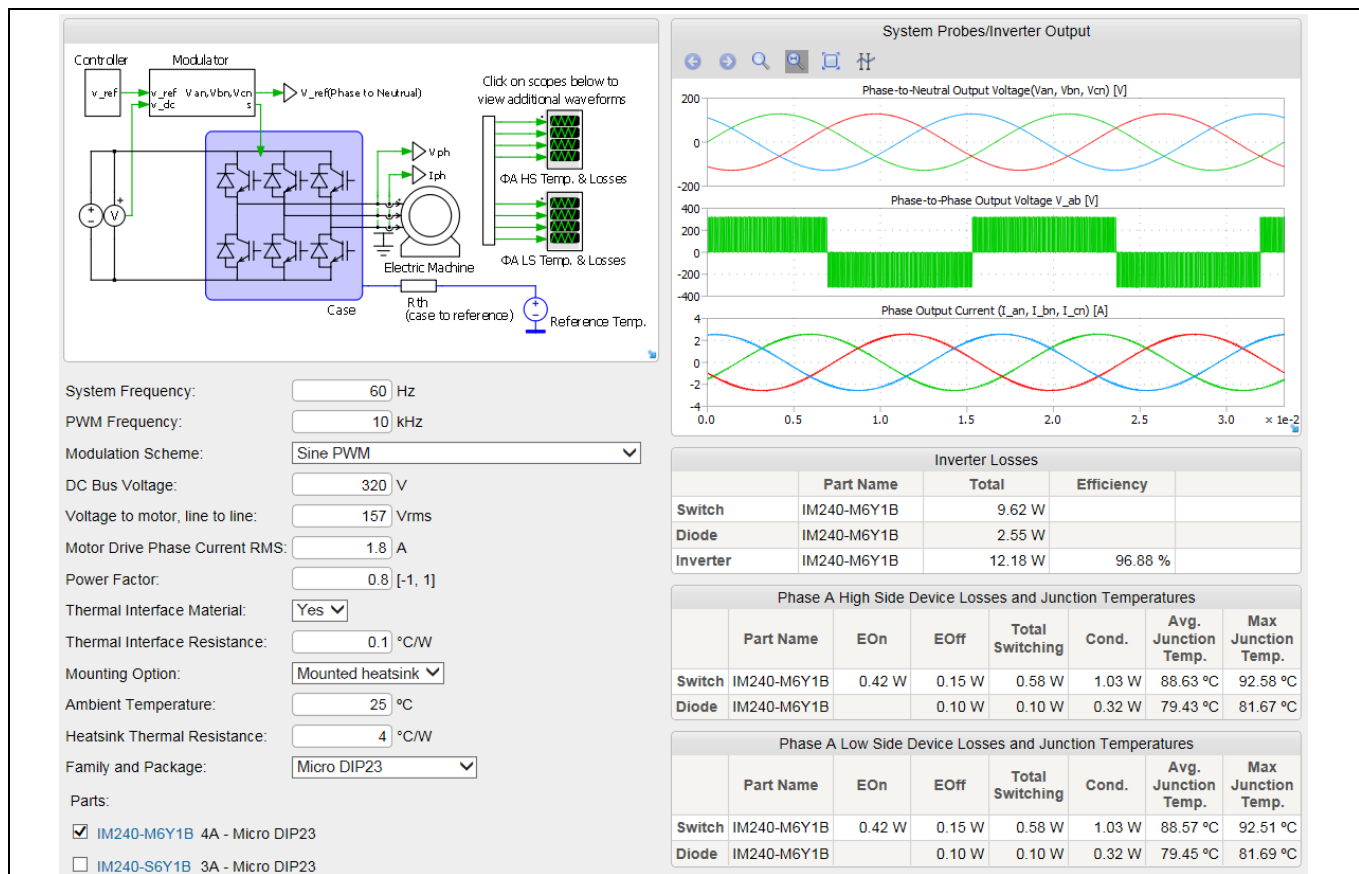 Controller
Modulator
v_ref
v_ref Van,Vbn,Vcn
v_dc s
V_ref(Phase to Neutrual)
Click on scopes below to
view additional waveforms
Vph
Iph
ΦA HS Temp. & Losses
V
Electric Machine
ΦA LS Temp. & Losses
Case
Rth
(case to reference)
Reference Temp.
System Frequency: 60 Hz
PWM Frequency: 10 kHz
Modulation Scheme: Sine PWM
DC Bus Voltage: 320 V
Voltage to motor, line to line: 157 Vrms
Motor Drive Phase Current RMS: 1.8 A
Power Factor: 0.8 [-1, 1]
Thermal Interface Material: Yes
Thermal Interface Resistance: 0.1 °C/W
Mounting Option: Mounted heatsink
Ambient Temperature: 25 °C
Heatsink Thermal Resistance: 4 °C/W
Family and Package: Micro DIP23
Parts:
IM240-M6Y1B 4A - Micro DIP23
IM240-S6Y1B 3A - Micro DIP23
System Probes/Inverter Output
Phase-to-Neutral Output Voltage(Van, Vbn, Vcn) [V]
200
0
-200
Phase-to-Phase Output Voltage V_ab [V]
400
200
0
-200
-400
Phase Output Current (I_an, I_bn, I_cn) [A]
4
2
0
-2
-4
0.0 0.5 1.0 1.5 2.0 2.5 3.0 × 1e-2
Inverter Losses
Part Name Total Efficiency
Switch IM240-M6Y1B 9.62 W
Diode IM240-M6Y1B 2.55 W
Inverter IM240-M6Y1B 12.18 W 96.88 %
Phase A High Side Device Losses and Junction Temperatures
Part Name EOn EOff Total Switching Cond. Avg. Junction Temp. Max Junction Temp.
Switch IM240-M6Y1B 0.42 W 0.15 W 0.58 W 1.03 W 88.63 ºC 92.58 ºC
Diode IM240-M6Y1B 0.10 W 0.10 W 0.32 W 79.43 ºC 81.67 ºC
Phase A Low Side Device Losses and Junction Temperatures
Part Name EOn EOff Total Switching Cond. Avg. Junction Temp. Max Junction Temp.
Switch IM240-M6Y1B 0.42 W 0.15 W 0.58 W 1.03 W 88.57 ºC 92.51 ºC
Diode IM240-M6Y1B 0.10 W 0.10 W 0.32 W 79.45 ºC 81.69 ºC